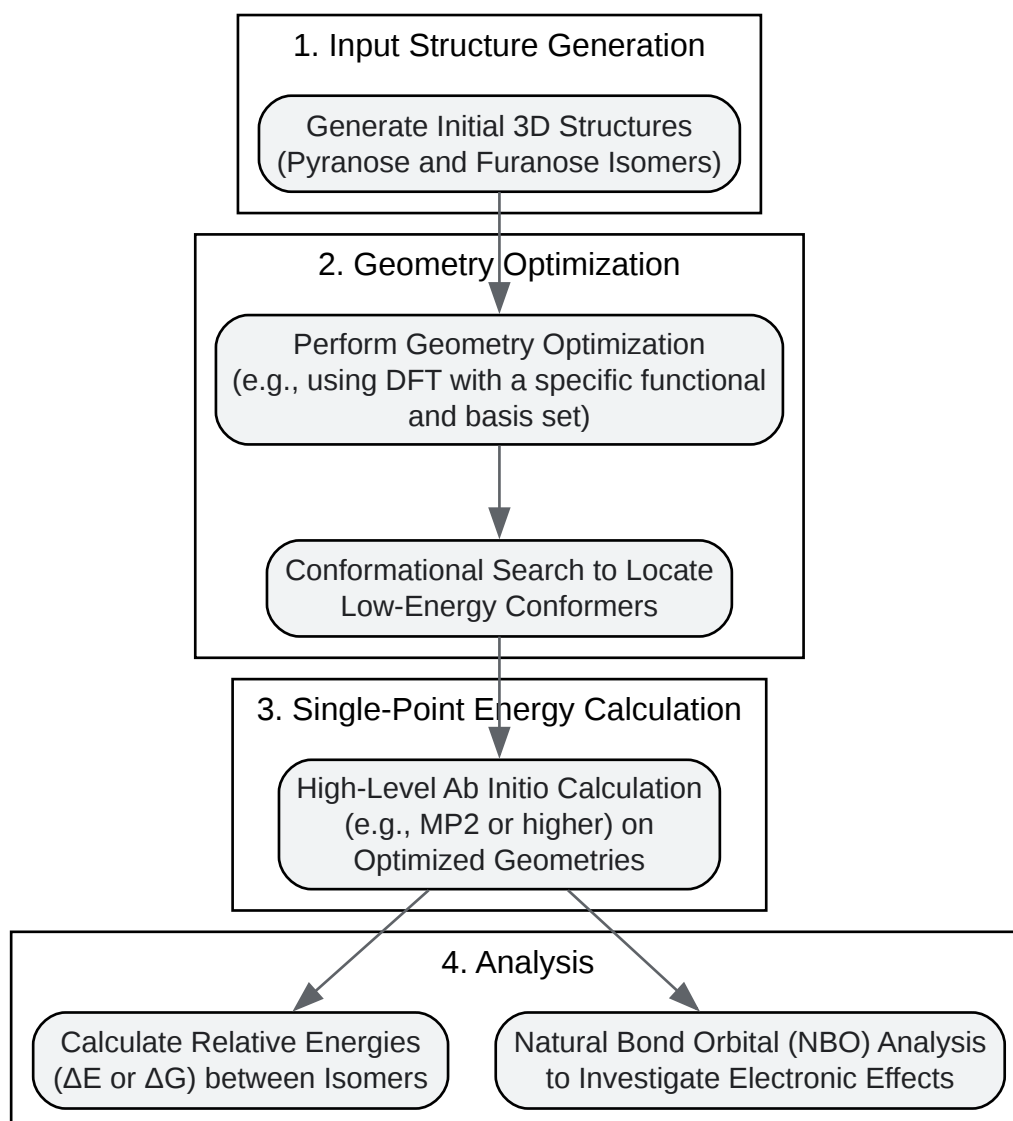 1. Input Structure Generation
Generate Initial 3D Structures
(Pyranose and Furanose Isomers)
2. Geometry Optimization
Perform Geometry Optimization
(e.g., using DFT with a specific functional
and basis set)
Conformational Search to Locate
Low-Energy Conformers
3. Single-Point Energy Calculation
High-Level Ab Initio Calculation
(e.g., MP2 or higher) on
Optimized Geometries
4. Analysis
Calculate Relative Energies
(ΔE or ΔG) between Isomers
Natural Bond Orbital (NBO) Analysis
to Investigate Electronic Effects